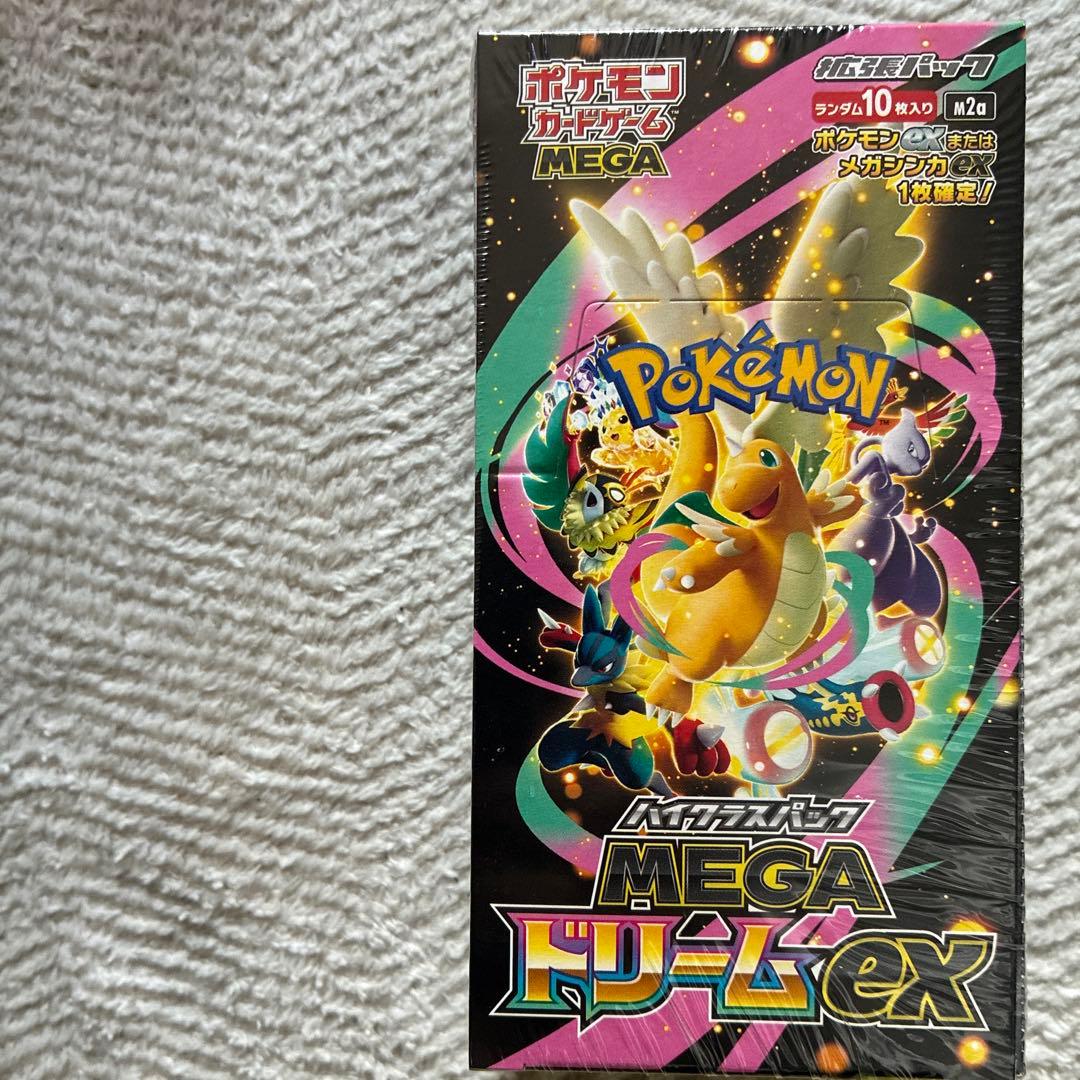 ポケモン
カードゲーム
MEGA
拡張パック
ランダム10枚入り M2a
ポケモンexまたは
メガシンカex
1枚確定!
POKéMON
ハイクラスパック
MEGA
ドリームex